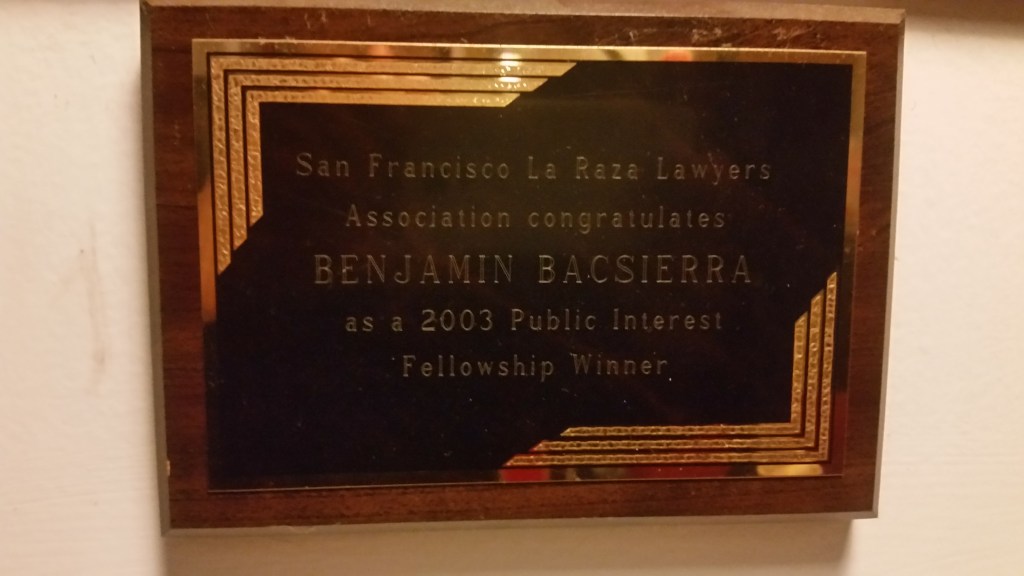 San Francisco La Raza Lawyers
Association congratulates
BENJAMIN BACSIERRA
as a 2003 Public Interest
Fellowship Winner